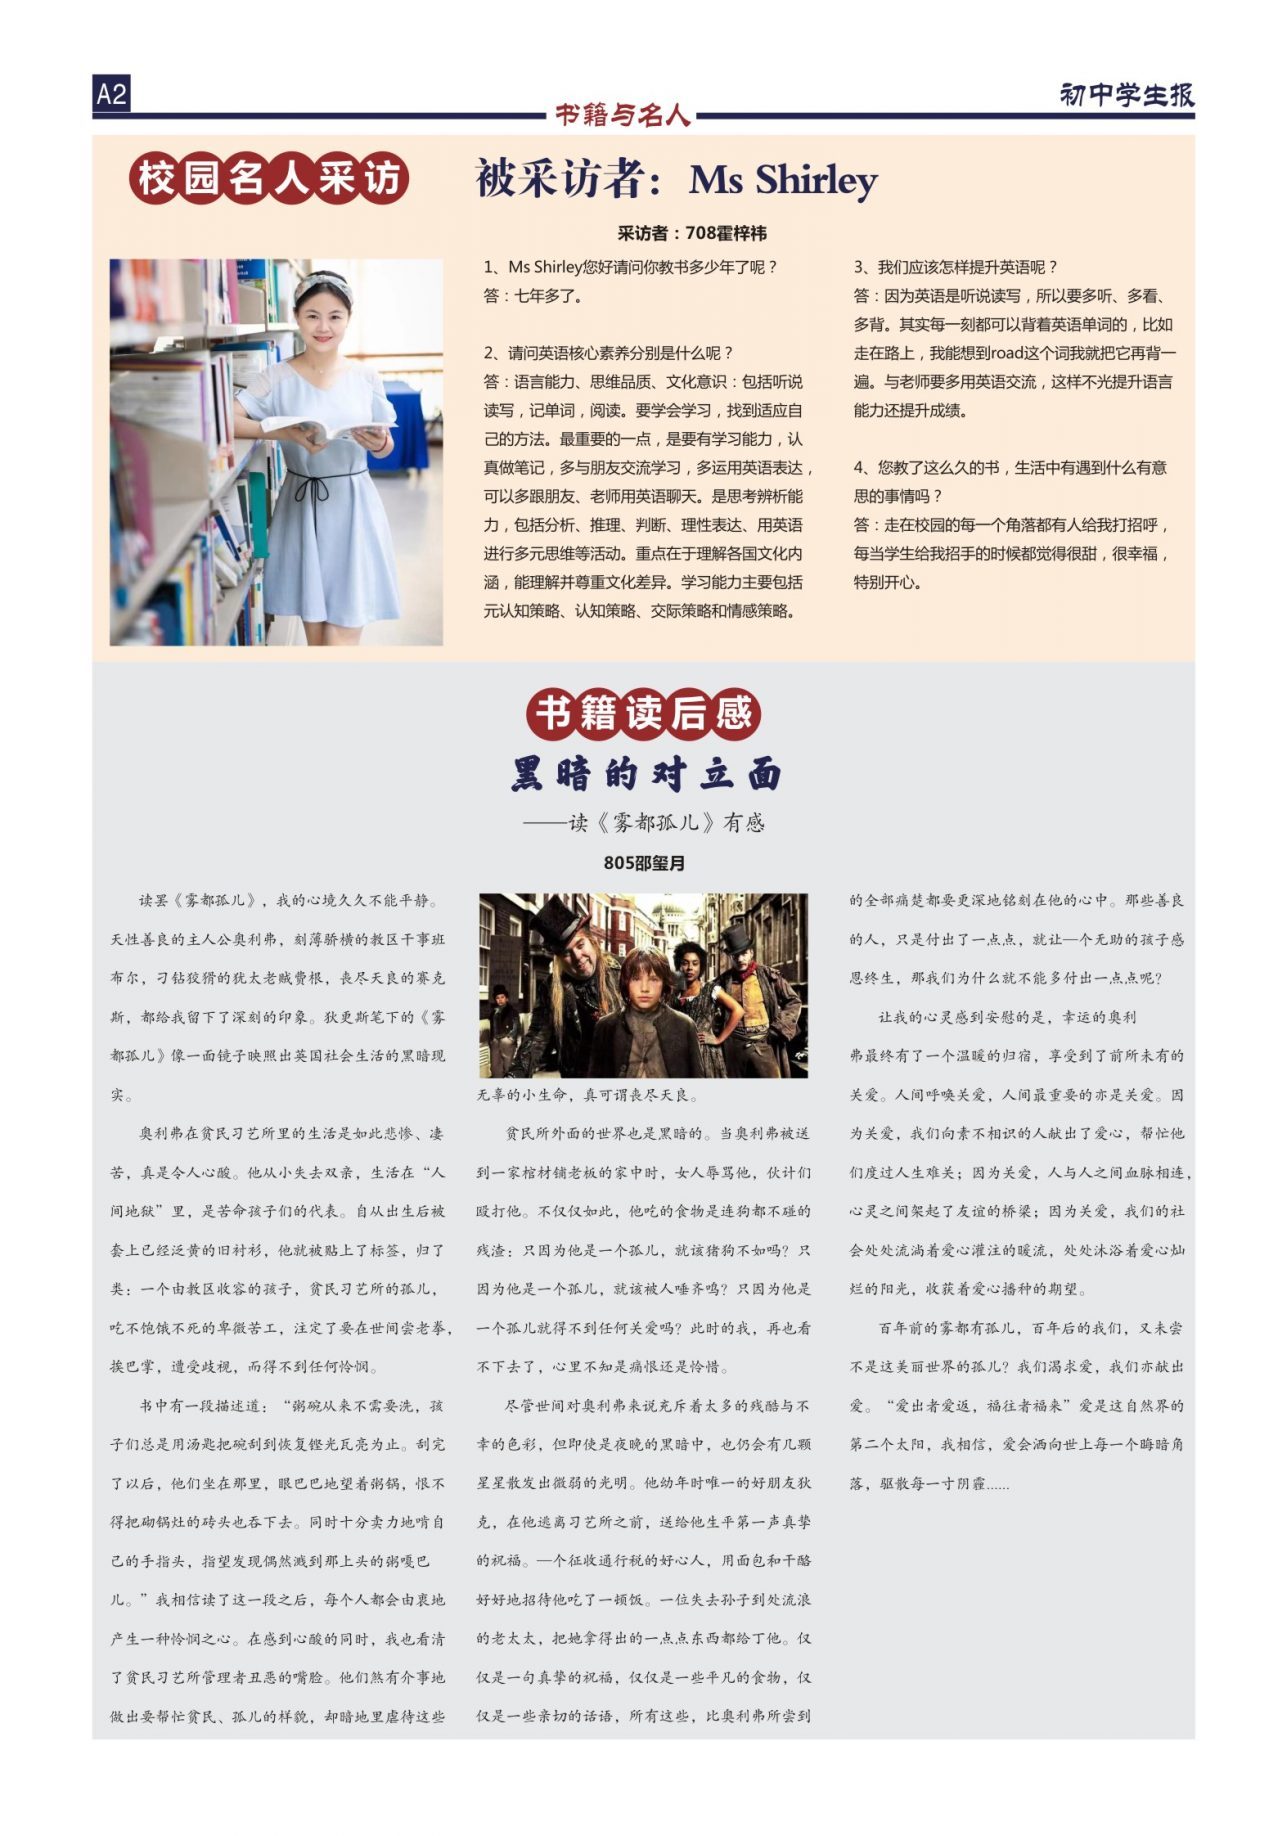 A2
书籍与名人
初中学生报
校园名人采访
被采访者：Ms Shirley
采访者：708霍梓祎
1、Ms Shirley您好请问你教书多少年了呢？
答：七年多了。
2、请问英语核心素养分别是什么呢？
答：语言能力、思维品质、文化意识：包括听说
读写，记单词，阅读。要学会学习，找到适应自
己的方法。最重要的一点，是要有学习能力，认
真做笔记，多与朋友交流学习，多运用英语表达，
可以多跟朋友、老师用英语聊天。是思考辨析能
力，包括分析、推理、判断、理性表达、用英语
进行多元思维等活动。重点在于理解各国文化内
涵，能理解并尊重文化差异。学习能力主要包括
元认知策略、认知策略、交际策略和情感策略。
3、我们应该怎样提升英语呢？
答：因为英语是听说读写，所以要多听、多看、
多背。其实每一刻都可以背着英语单词的，比如
走在路上，我能想到road这个词我就把它再背一
遍。与老师要多用英语交流，这样不光提升语言
能力还提升成绩。
4、您教了这么久的书，生活中有遇到什么有意
思的事情吗？
答：走在校园的每一个角落都有人给我打招呼，
每当学生给我招手的时候都觉得很甜，很幸福，
特别开心。
书籍读后感
黑暗的对立面
——读《雾都孤儿》有感
805邵玺月
读罢《雾都孤儿》，我的心境久久不能平静。
天性善良的主人公奥利弗，刻薄骄横的教区干事班
布尔，刁钻狡猾的犹太老贼费根，丧尽天良的赛克
斯，都给我留下了深刻的印象。狄更斯笔下的《雾
都孤儿》像一面镜子映照出英国社会生活的黑暗现
实。
奥利弗在贫民习艺所里的生活是如此悲惨、凄
苦，真是令人心酸。他从小失去双亲，生活在“人
间地狱”里，是苦命孩子们的代表。自从出生后被
套上已经泛黄的旧衬衫，他就被贴上了标签，归了
类：一个由教区收容的孩子，贫民习艺所的孤儿，
吃不饱饿不死的卑微苦工，注定了要在世间尝老拳，
挨巴掌，遭受歧视，而得不到任何怜悯。
书中有一段描述道：“粥碗从来不需要洗，孩
子们总是用汤匙把碗刮到恢复铿光瓦亮为止。刮完
了以后，他们坐在那里，眼巴巴地望着粥锅，恨不
得把砌锅灶的砖头也吞下去。同时十分卖力地啃自
己的手指头，指望发现偶然溅到那上头的粥嘎巴
儿。”我相信读了这一段之后，每个人都会由衷地
产生一种怜悯之心。在感到心酸的同时，我也看清
了贫民习艺所管理者丑恶的嘴脸。他们煞有介事地
做出要帮忙贫民、孤儿的样貌，却暗地里虐待这些
无辜的小生命，真可谓丧尽天良。
贫民所外面的世界也是黑暗的。当奥利弗被送
到一家棺材铺老板的家中时，女人辱骂他，伙计们
殴打他。不仅仅如此，他吃的食物是连狗都不碰的
残渣：只因为他是一个孤儿，就该猪狗不如吗？只
因为他是一个孤儿，就该被人唾弃鸣？只因为他是
一个孤儿就得不到任何关爱吗？此时的我，再也看
不下去了，心里不知是痛恨还是怜惜。
尽管世间对奥利弗来说充斥着太多的残酷与不
幸的色彩，但即使是夜晚的黑暗中，也仍会有几颗
星星散发出微弱的光明。他幼年时唯一的好朋友狄
克，在他逃离习艺所之前，送给他生平第一声真挚
的祝福。一个征收通行税的好心人，用面包和干酪
好好地招待他吃了一顿饭。一位失去孙子到处流浪
的老太太，把她拿得出的一点点东西都给丁他。仅
仅是一句真挚的祝福，仅仅是一些平凡的食物，仅
仅是一些亲切的话语，所有这些，比奥利弗所尝到
的全部痛楚都要更深地铭刻在他的心中。那些善良
的人，只是付出了一点点，就让一个无助的孩子感
恩终生，那我们为什么就不能多付出一点点呢？
让我的心灵感到安慰的是，幸运的奥利
弗最终有了一个温暖的归宿，享受到了前所未有的
关爱。人间呼唤关爱，人间最重要的亦是关爱。因
为关爱，我们向素不相识的人献出了爱心，帮忙他
们度过人生难关；因为关爱，人与人之间血脉相连，
心灵之间架起了友谊的桥梁；因为关爱，我们的社
会处处流淌着爱心灌注的暖流，处处沐浴着爱心灿
烂的阳光，收获着爱心播种的期望。
百年前的雾都有孤儿，百年后的我们，又未尝
不是这美丽世界的孤儿？我们渴求爱，我们亦献出
爱。“爱出者爱返，福往者福来”爱是这自然界的
第二个太阳，我相信，爱会洒向世上每一个晦暗角
落，驱散每一寸阴霾......